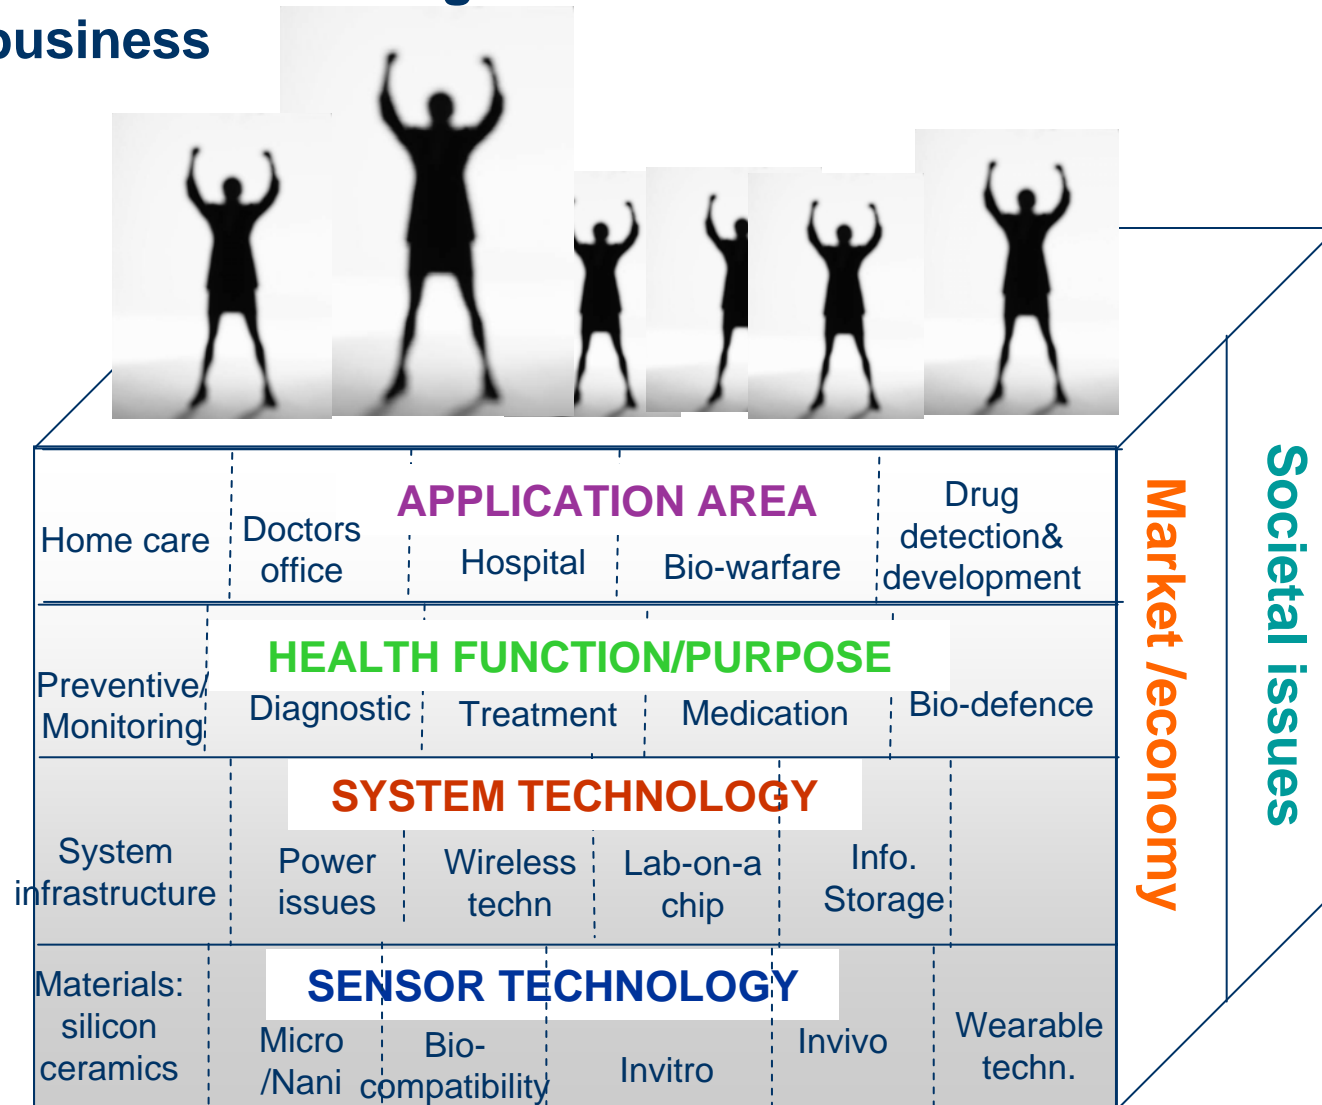 business
APPLICATION AREA
Home care
Doctors
office
Hospital
Bio-warfare
Drug
detection&
development
HEALTH FUNCTION/PURPOSE
Preventive/
Monitoring
Diagnostic
Treatment
Medication
Bio-defence
SYSTEM TECHNOLOGY
System
infrastructure
Power
issues
Wireless
techn
Lab-on-a
chip
Info.
Storage
SENSOR TECHNOLOGY
Materials:
silicon
ceramics
Micro
/Nani
Bio-
compatibility
Invitro
Invivo
Wearable
techn.
Market /economy
Societal issues